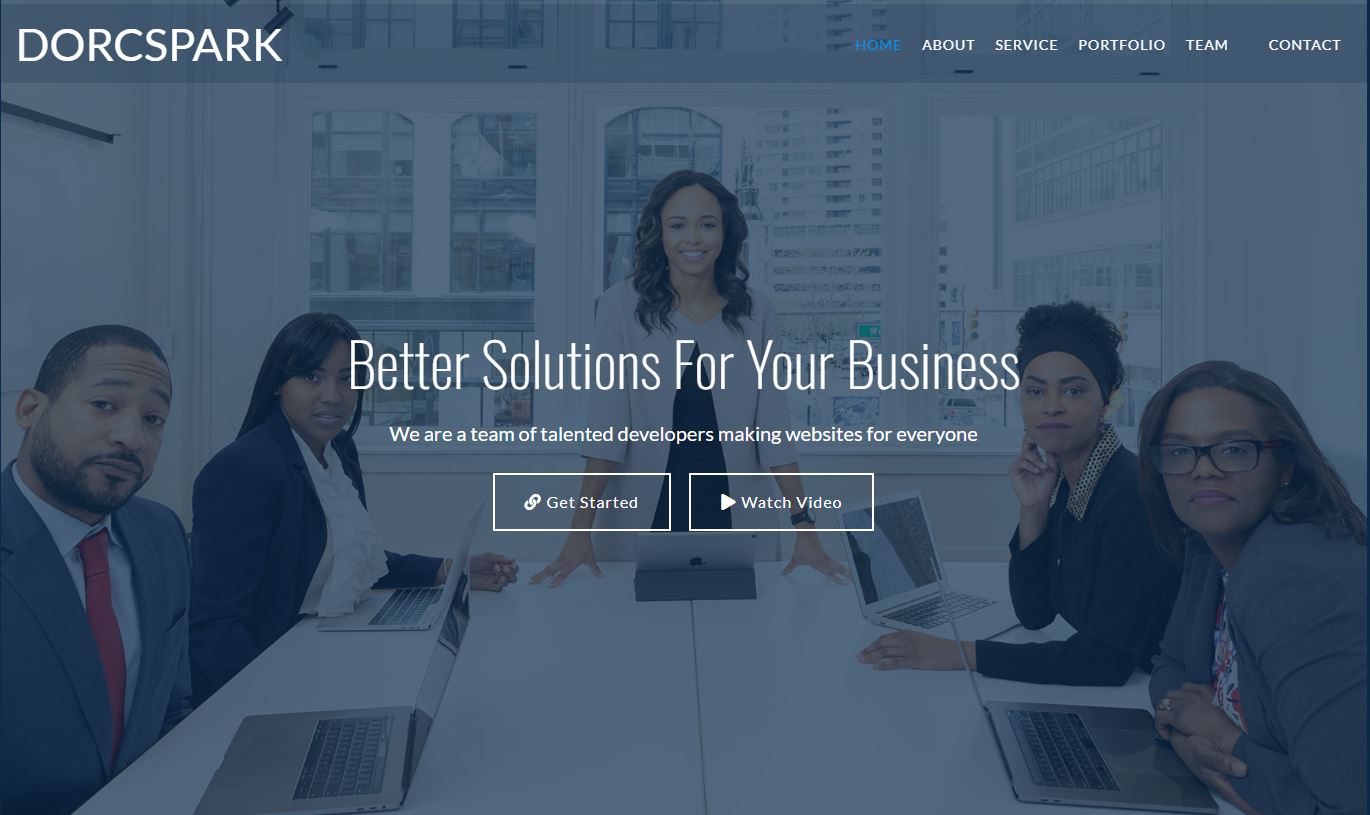 DORCSPARK
HOME ABOUT SERVICE PORTFOLIO TEAM CONTACT
Better Solutions For Your Business
We are a team of talented developers making websites for everyone
Get Started Watch Video